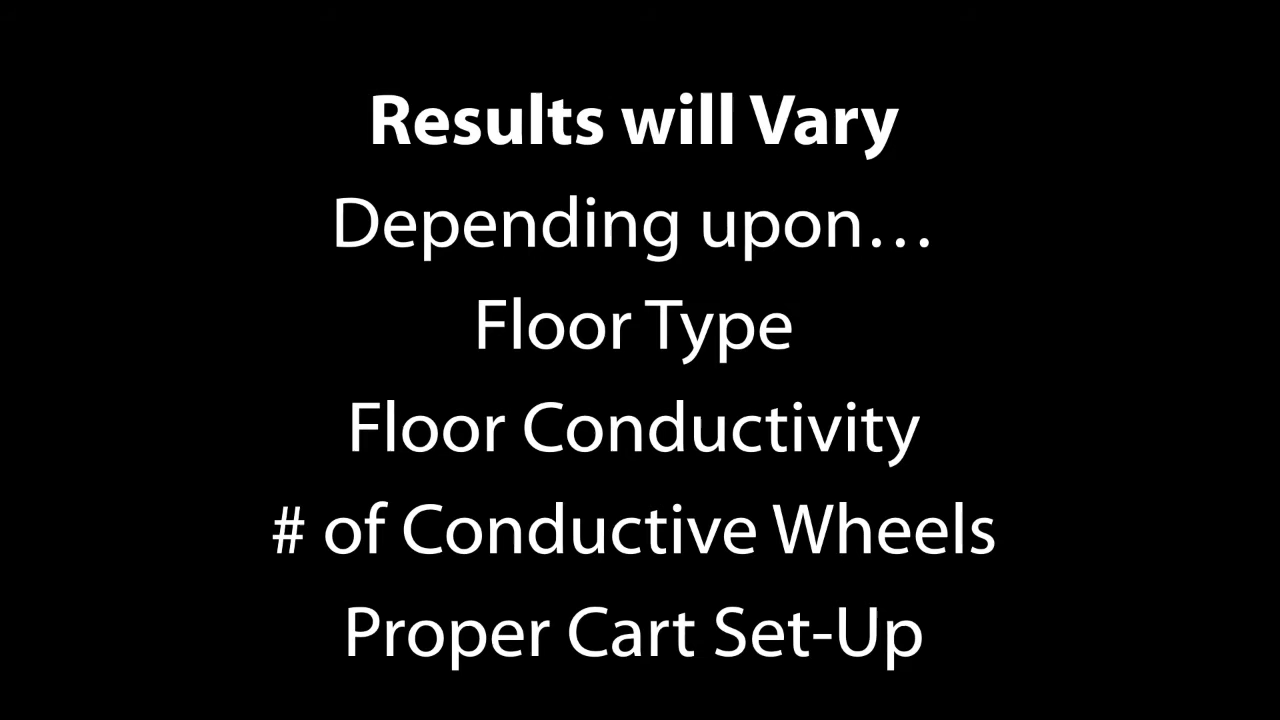 Results will Vary
Depending upon…
Floor Type
Floor Conductivity
# of Conductive Wheels
Proper Cart Set-Up